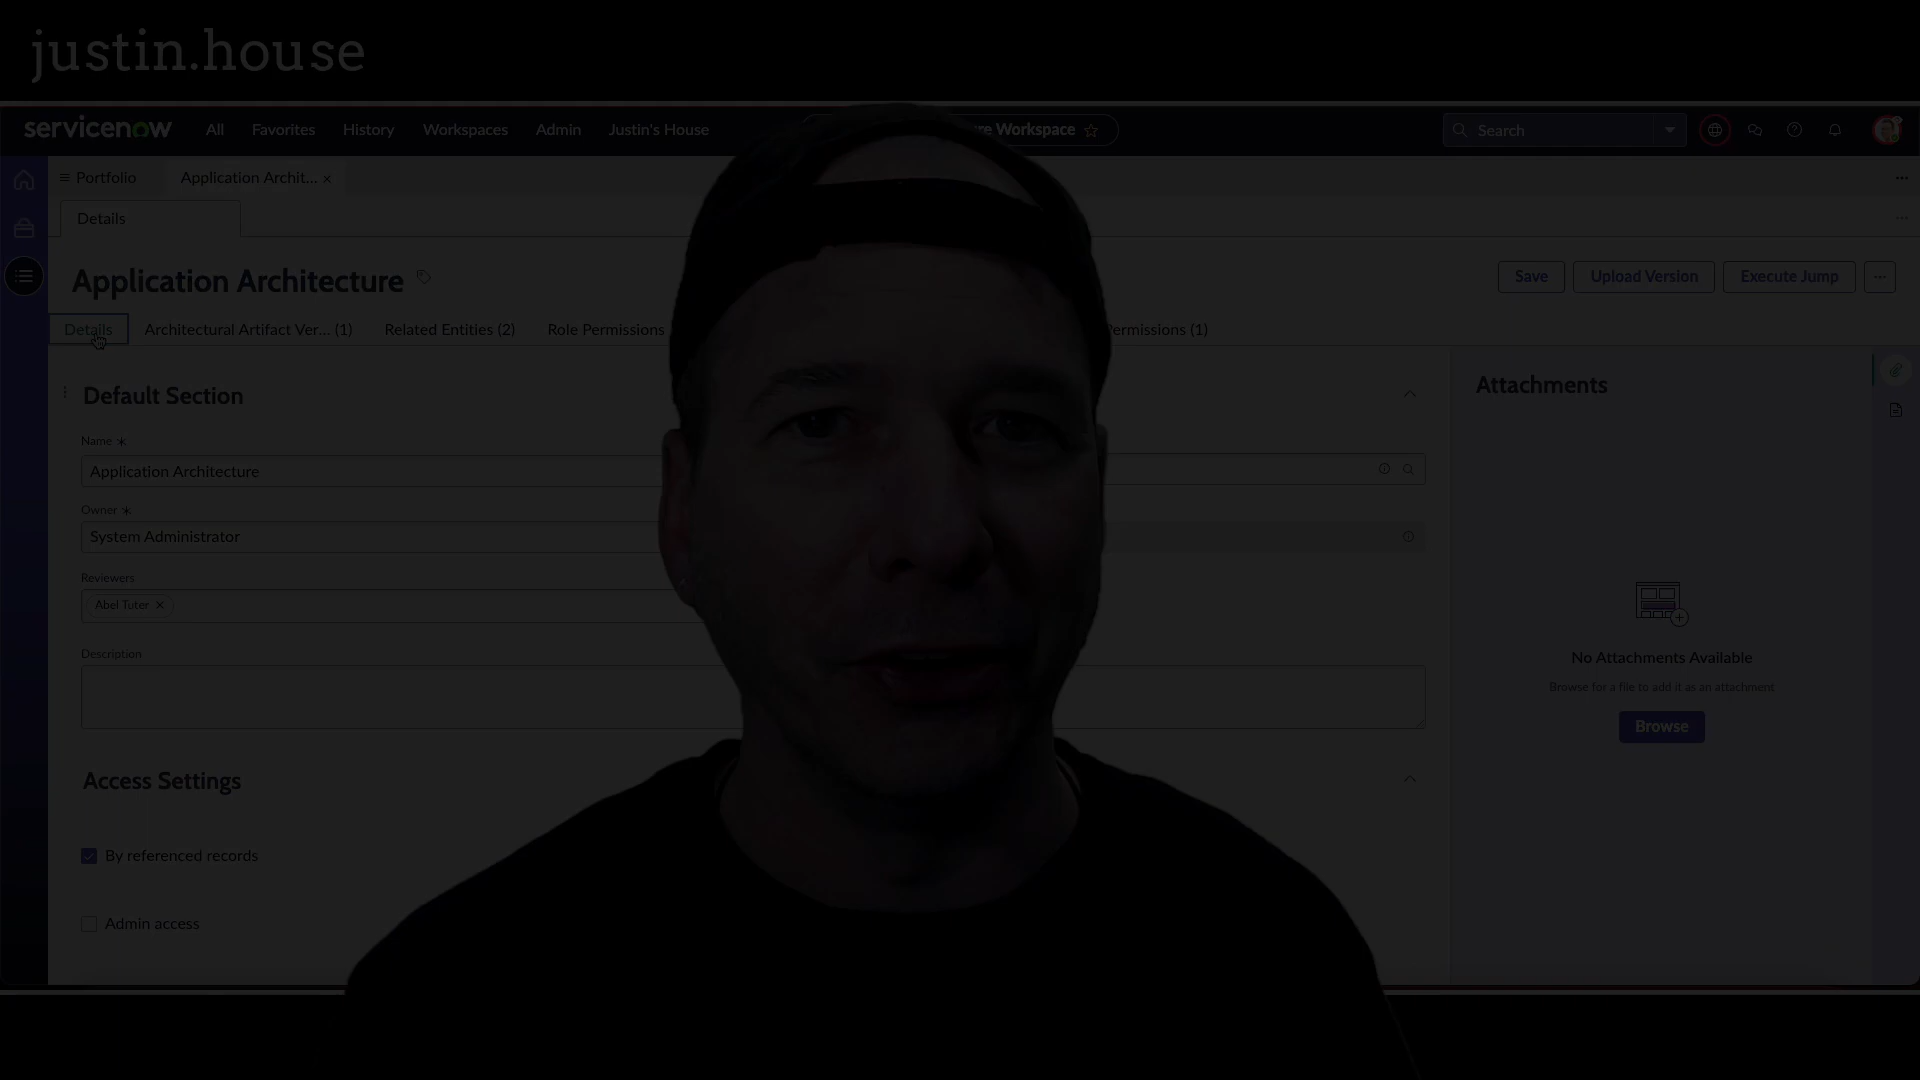 justin.house
servicenow
All
Favorites
History
Workspaces
Admin
Justin's House
Workspace
Search
Portfolio
Application Archit...
Details
Application Architecture
Save
Upload Version
Execute Jump
Details
Architectural Artifact Ver... (1)
Related Entities (2)
Role Permissions
Permissions (1)
Default Section
Attachments
Name
Application Architecture
Owner
System Administrator
Reviewers
Abel Tuter
Description
No Attachments Available
Browse for a file to add it as an attachment
Browse
Access Settings
By referenced records
Admin access